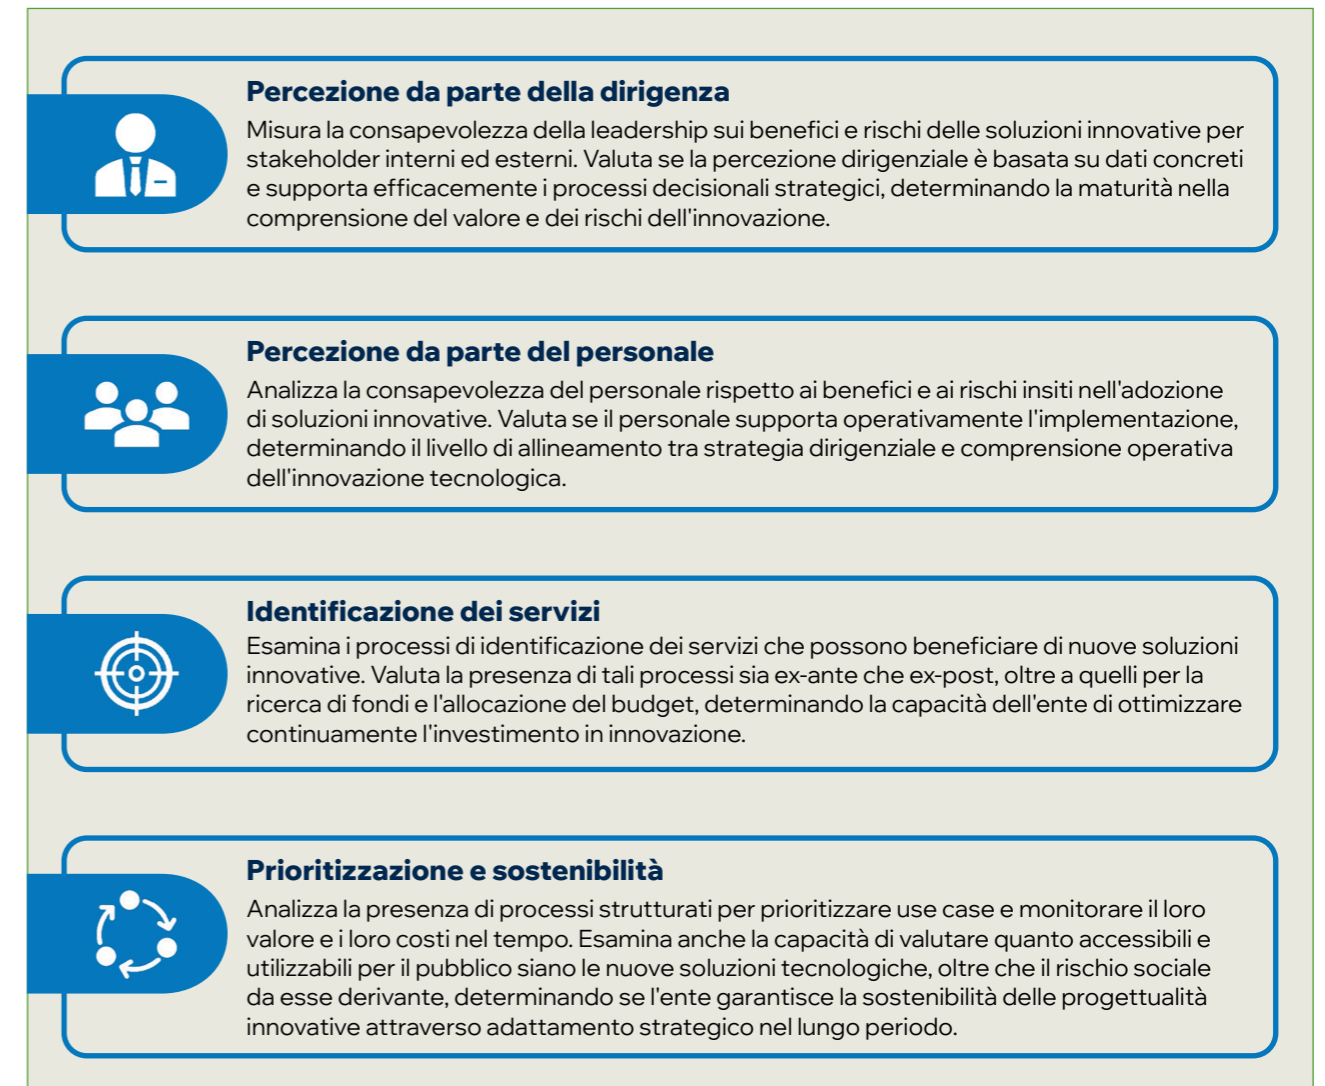 Percezione da parte della dirigenza
Misura la consapevolezza della leadership sui benefici e rischi delle soluzioni innovative per
stakeholder interni ed esterni. Valuta se la percezione dirigenziale è basata su dati concreti
e supporta efficacemente i processi decisionali strategici, determinando la maturità nella
comprensione del valore e dei rischi dell'innovazione.
Percezione da parte del personale
Analizza la consapevolezza del personale rispetto ai benefici e ai rischi insiti nell'adozione
di soluzioni innovative. Valuta se il personale supporta operativamente l'implementazione,
determinando il livello di allineamento tra strategia dirigenziale e comprensione operativa
dell'innovazione tecnologica.
Identificazione dei servizi
Esamina i processi di identificazione dei servizi che possono beneficiare di nuove soluzioni
innovative. Valuta la presenza di tali processi sia ex-ante che ex-post, oltre a quelli per la
ricerca di fondi e l'allocazione del budget, determinando la capacità dell'ente di ottimizzare
continuamente l'investimento in innovazione.
Prioritizzazione e sostenibilità
Analizza la presenza di processi strutturati per prioritizzare use case e monitorare il loro
valore e i loro costi nel tempo. Esamina anche la capacità di valutare quanto accessibili e
utilizzabili per il pubblico siano le nuove soluzioni tecnologiche, oltre che il rischio sociale
da esse derivante, determinando se l'ente garantisce la sostenibilità delle progettualità
innovative attraverso adattamento strategico nel lungo periodo.